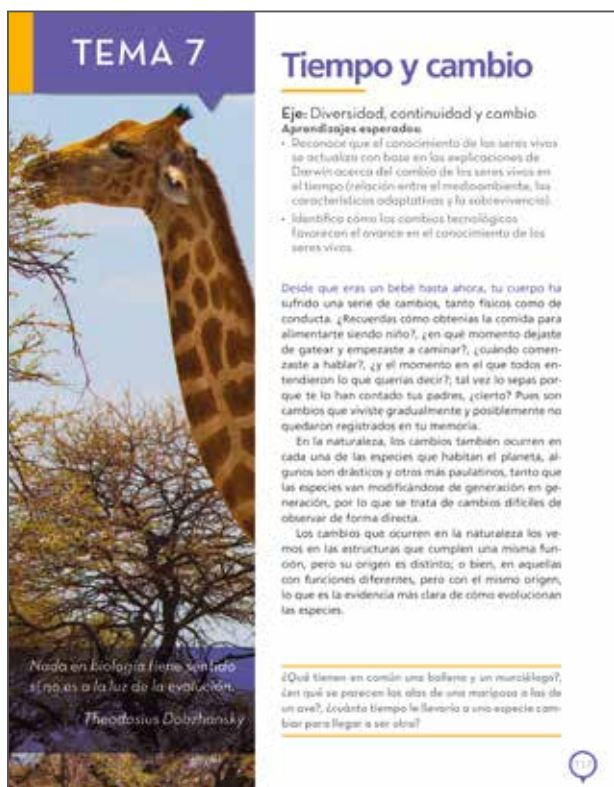 TEMA 7
Tiempo y cambio
Eje: Diversidad, continuidad y cambio
Aprendizajes esperados:
• Reconoce que el conocimiento de los seres vivos
se actualiza con base en las explicaciones de
Darwin acerca del cambio de los seres vivos en
el tiempo (relación entre el medioambiente, las
características adaptativas y la sobrevivencia).
• Identifica cómo los cambios tecnológicos
favorecen el avance en el conocimiento de los
seres vivos.
Desde que eras un bebé hasta ahora, tu cuerpo ha
sufrido una serie de cambios, tanto físicos como de
conducta. ¿Recuerdas cómo obtenías la comida para
alimentarte siendo niño?, ¿en qué momento dejaste
de gatear y empezaste a caminar?, ¿cuándo comen-
zaste a hablar?, ¿y el momento en el que todos en-
tendieron lo que querías decir?; tal vez lo sepas por-
que te lo han contado tus padres, ¿cierto? Pues son
cambios que viviste gradualmente y posiblemente no
quedaron registrados en tu memoria.
En la naturaleza, los cambios también ocurren en
cada una de las especies que habitan el planeta, al-
gunos son drásticos y otros más paulatinos, tanto que
las especies van modificándose de generación en ge-
neración, por lo que se trata de cambios difíciles de
observar de forma directa.
Los cambios que ocurren en la naturaleza los ve-
mos en las estructuras que cumplen una misma fun-
ción, pero su origen es distinto; o bien, en aquellas
con funciones diferentes, pero con el mismo origen,
lo que es la evidencia más clara de cómo evolucionan
las especies.
Nada en biología tiene sentido
si no es a la luz de la evolución.
Theodosius Dobzhansky
¿Qué tienen en común una ballena y un murciélago?,
¿en qué se parecen las alas de una mariposa a las de
un ave?, ¿cuánto tiempo le llevaría a una especie cam-
biar para llegar a ser otra?
117